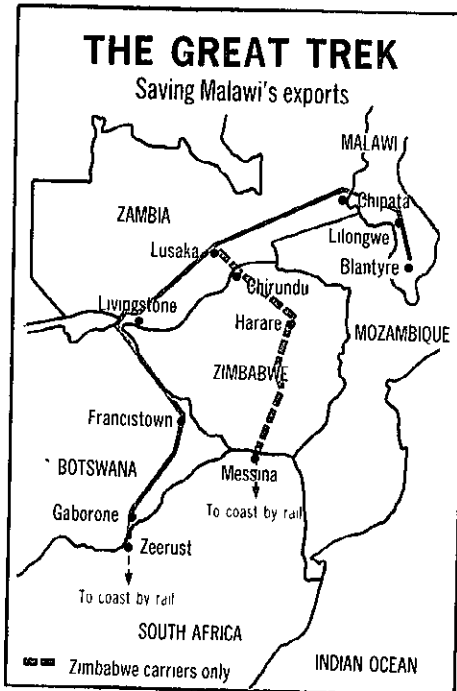 THE GREAT TREK
Saving Malawi's exports
MALAWI
Chipata
ZAMBIA
Lilongwe
Lusaka
Blantyre
Chirundu
Livingstone
Harare
MOZAMBIQUE
ZIMBABWE
Francistown
BOTSWANA
Messina
Gaborone
To coast by rail
Zeerust
To coast by rail
SOUTH AFRICA
Zimbabwe carriers only
INDIAN OCEAN